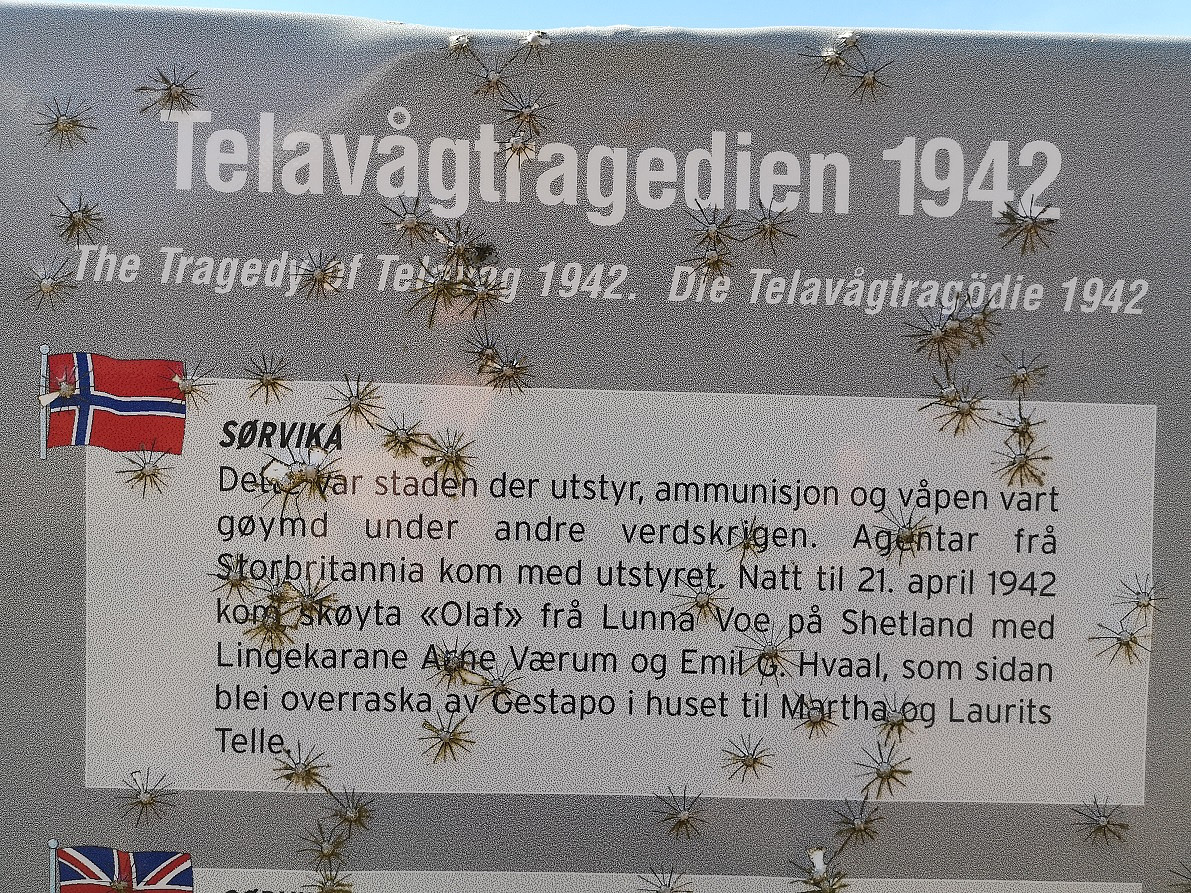 Telavågtragedien 1942
The Tragedy of Telavåg 1942. Die Telavågtragödie 1942
SØRVIKA
Dette var staden der utstyr, ammunisjon og våpen vart
gøymd under andre verdskrigen. Agentar frå
Storbritannia kom med utstyret. Natt til 21. april 1942
kom skøyta «Olaf» frå Lunna Voe på Shetland med
Lingekarane Arne Værum og Emil G. Hvaal, som sidan
blei overraska av Gestapo i huset til Martha og Laurits
Telle.